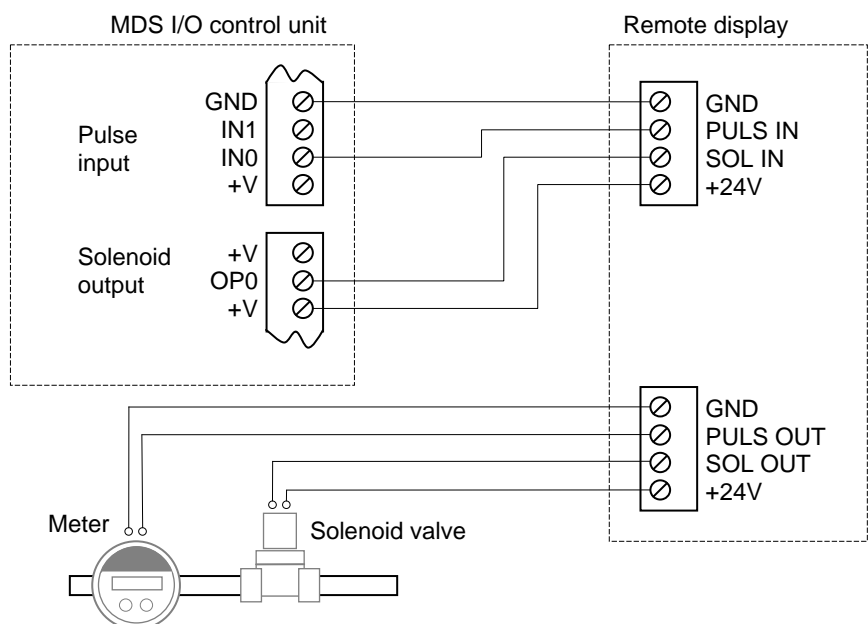 MDS I/O control unit
Remote display
Pulse
input
GND
IN1
IN0
+V
Solenoid
output
+V
OP0
+V
GND
PULS IN
SOL IN
+24V
GND
PULS OUT
SOL OUT
+24V
Meter
Solenoid valve